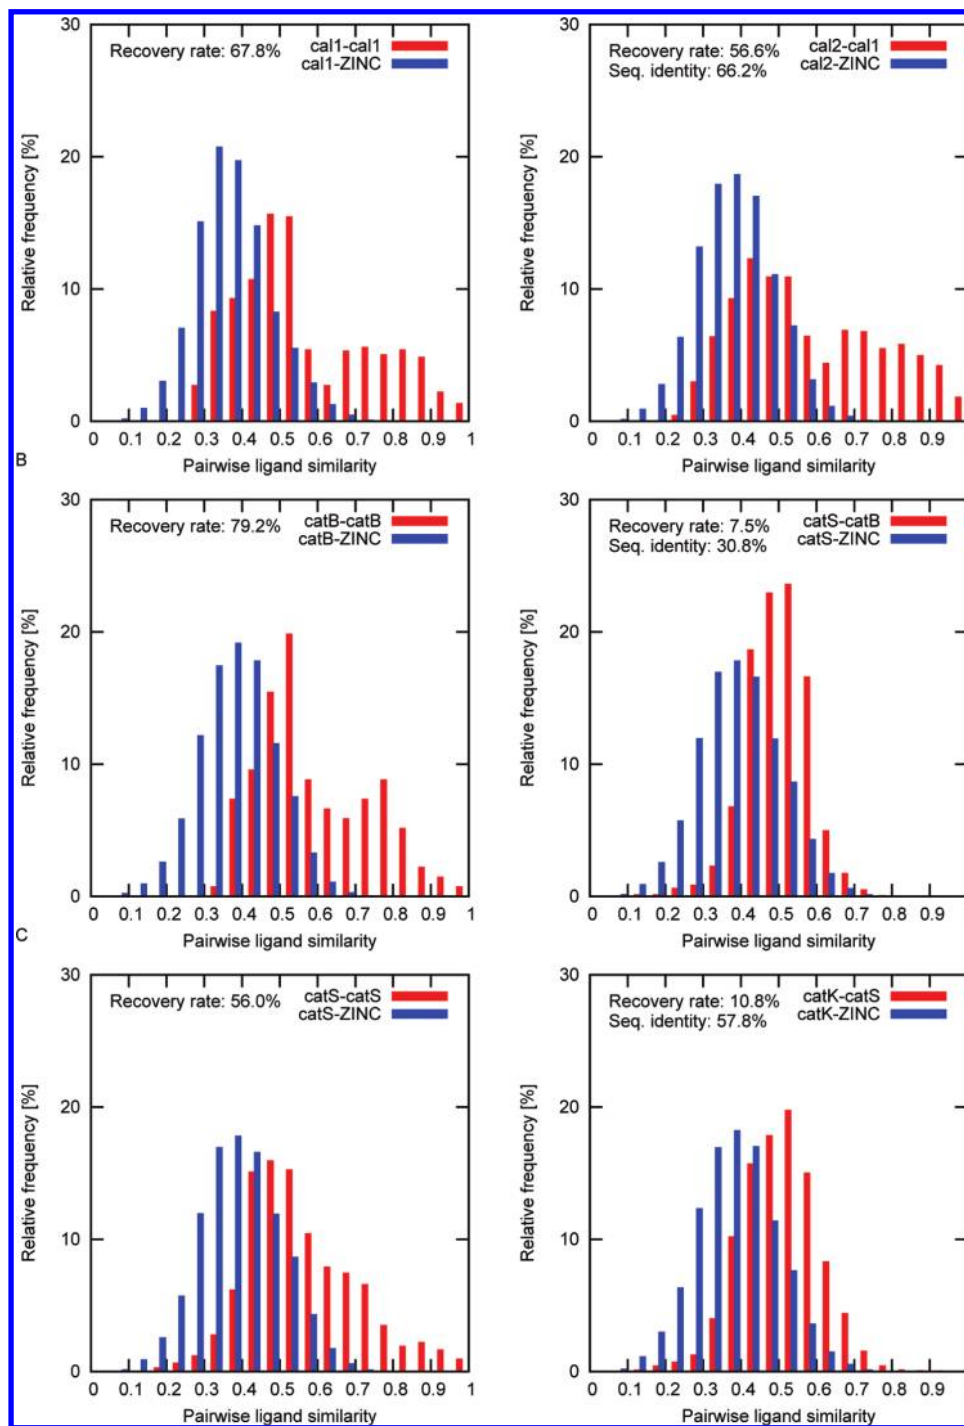 30
20
10
0
Relative frequency [%]
Recovery rate: 67.8%
cal1-cal1
cal1-ZINC
0 0.1 0.2 0.3 0.4 0.5 0.6 0.7 0.8 0.9 1
Pairwise ligand similarity
30
20
10
0
Relative frequency [%]
Recovery rate: 56.6%
Seq. identity: 66.2%
cal2-cal1
cal2-ZINC
0 0.1 0.2 0.3 0.4 0.5 0.6 0.7 0.8 0.9
Pairwise ligand similarity
B
30
20
10
0
Relative frequency [%]
Recovery rate: 79.2%
catB-catB
catB-ZINC
0 0.1 0.2 0.3 0.4 0.5 0.6 0.7 0.8 0.9 1
Pairwise ligand similarity
30
20
10
0
Relative frequency [%]
Recovery rate: 7.5%
Seq. identity: 30.8%
catS-catB
catS-ZINC
0 0.1 0.2 0.3 0.4 0.5 0.6 0.7 0.8 0.9
Pairwise ligand similarity
C
30
20
10
0
Relative frequency [%]
Recovery rate: 56.0%
catS-catS
catS-ZINC
0 0.1 0.2 0.3 0.4 0.5 0.6 0.7 0.8 0.9 1
Pairwise ligand similarity
30
20
10
0
Relative frequency [%]
Recovery rate: 10.8%
Seq. identity: 57.8%
catK-catS
catK-ZINC
0 0.1 0.2 0.3 0.4 0.5 0.6 0.7 0.8 0.9
Pairwise ligand similarity